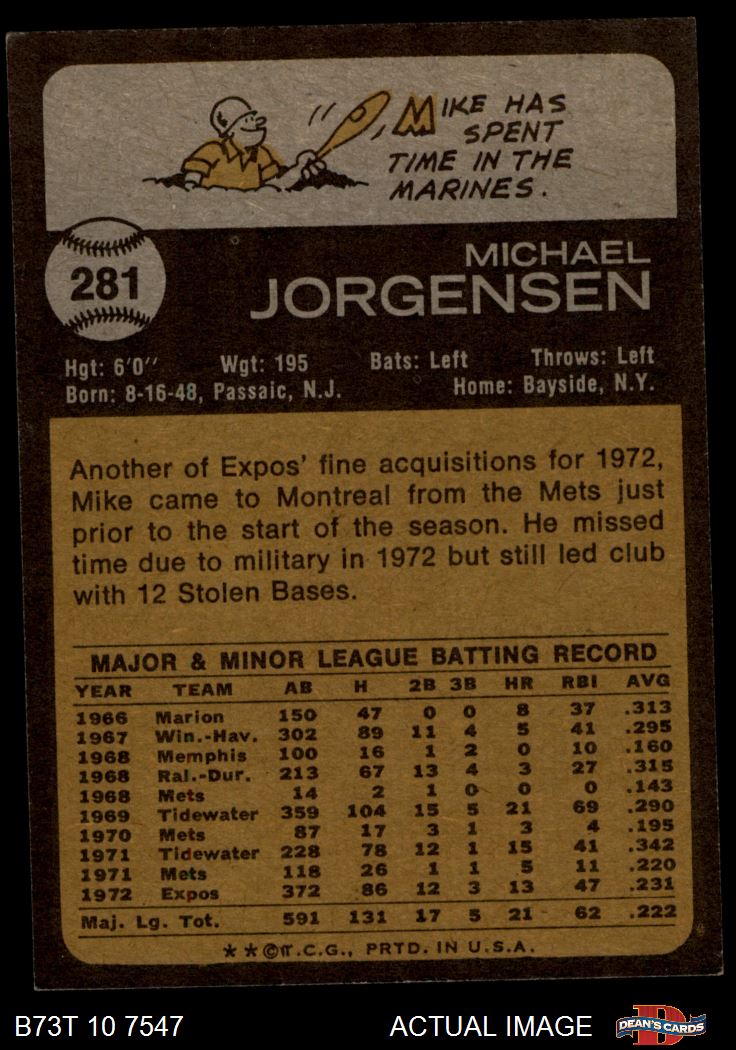 MIKE HAS
SPENT
TIME IN THE
MARINES.
281
MICHAEL
JORGENSEN
Hgt: 6'0" Wgt: 195 Bats: Left Throws: Left
Born: 8-16-48, Passaic, N.J. Home: Bayside, N.Y.
Another of Expos' fine acquisitions for 1972,
Mike came to Montreal from the Mets just
prior to the start of the season. He missed
time due to military in 1972 but still led club
with 12 Stolen Bases.
MAJOR & MINOR LEAGUE BATTING RECORD
YEAR TEAM AB H 2B 3B HR RBI AVG
1966 Marion 150 47 0 0 8 37 .313
1967 Win.-Hav. 302 89 11 4 5 41 .295
1968 Memphis 100 16 1 2 0 10 .160
1968 Ral.-Dur. 213 67 13 4 3 27 .315
1968 Mets 14 2 1 0 0 0 .143
1969 Tidewater 359 104 15 5 21 69 .290
1970 Mets 87 17 3 1 3 4 .195
1971 Tidewater 228 78 12 1 15 41 .342
1971 Mets 118 26 1 1 5 11 .220
1972 Expos 372 86 12 3 13 47 .231
Maj. Lg. Tot. 591 131 17 5 21 62 .222
**©T.C.G., PRTD. IN U.S.A.
B73T 10 7547 ACTUAL IMAGE D DEAN'S CARDS